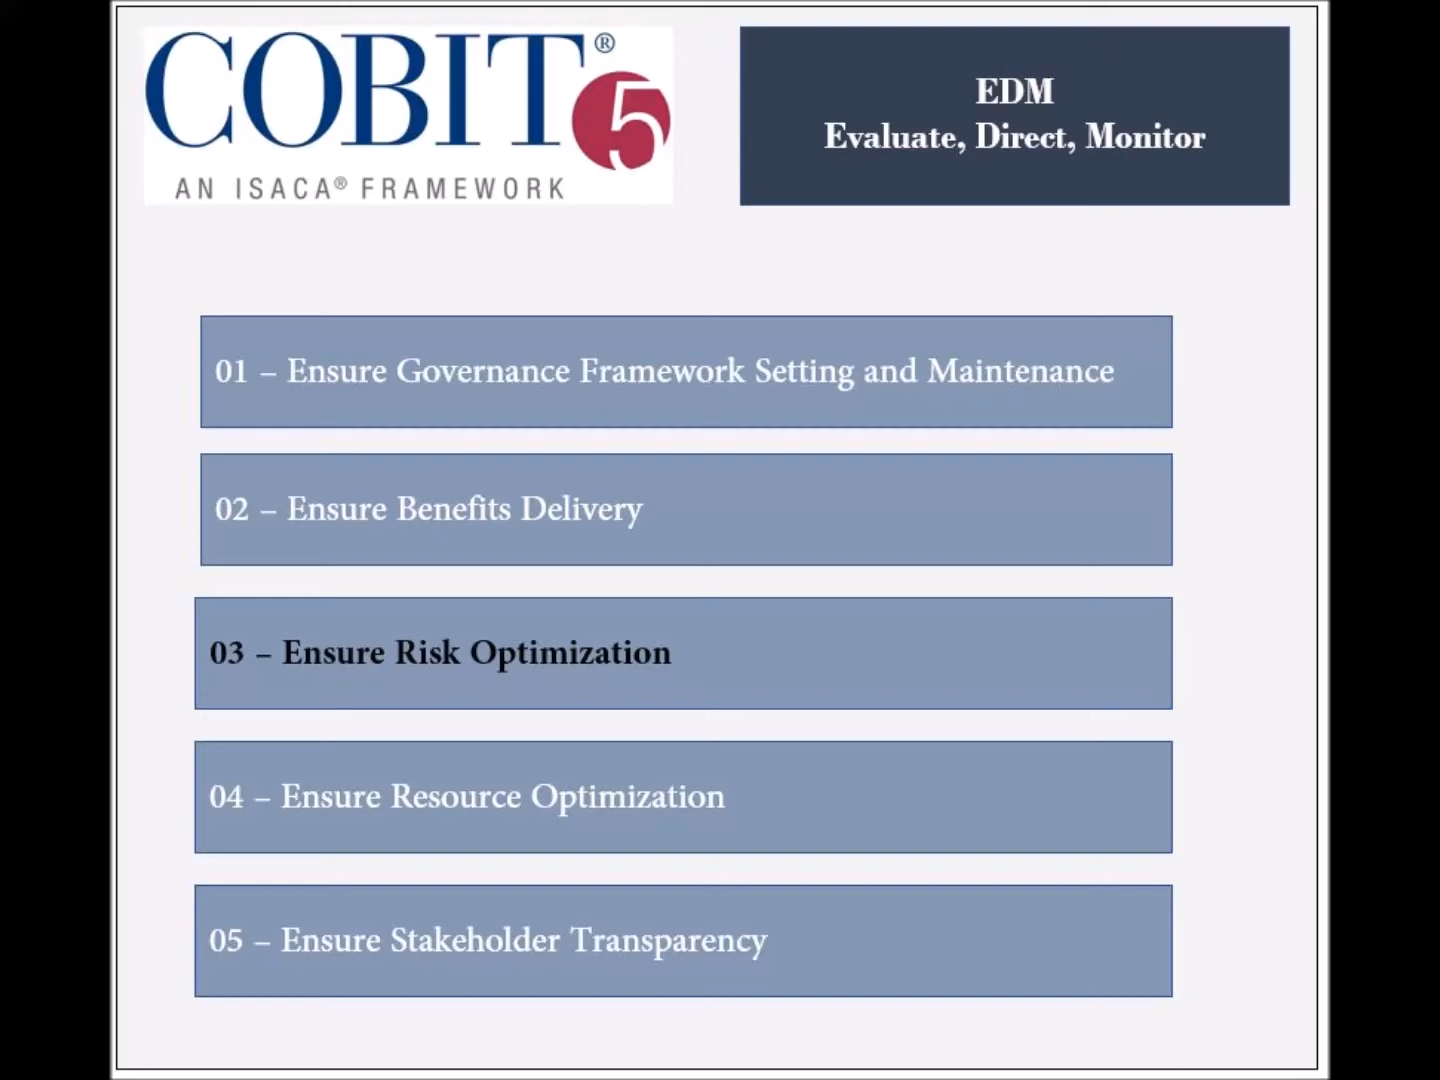 COBIT® 5
AN ISACA® FRAMEWORK
EDM
Evaluate, Direct, Monitor
01 – Ensure Governance Framework Setting and Maintenance
02 – Ensure Benefits Delivery
03 – Ensure Risk Optimization
04 – Ensure Resource Optimization
05 – Ensure Stakeholder Transparency